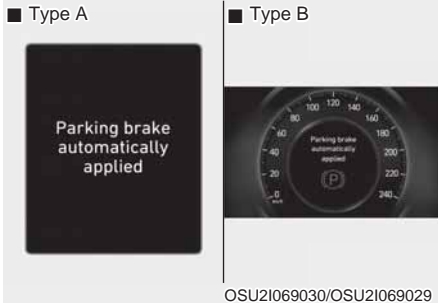 ■ Type A
■ Type B
Parking brake
automatically
applied
Parking brake
automatically
applied
(P)
0
20
40
60
80
100
120
140
160
180
200
220
240
OSU2I069030/OSU2I069029